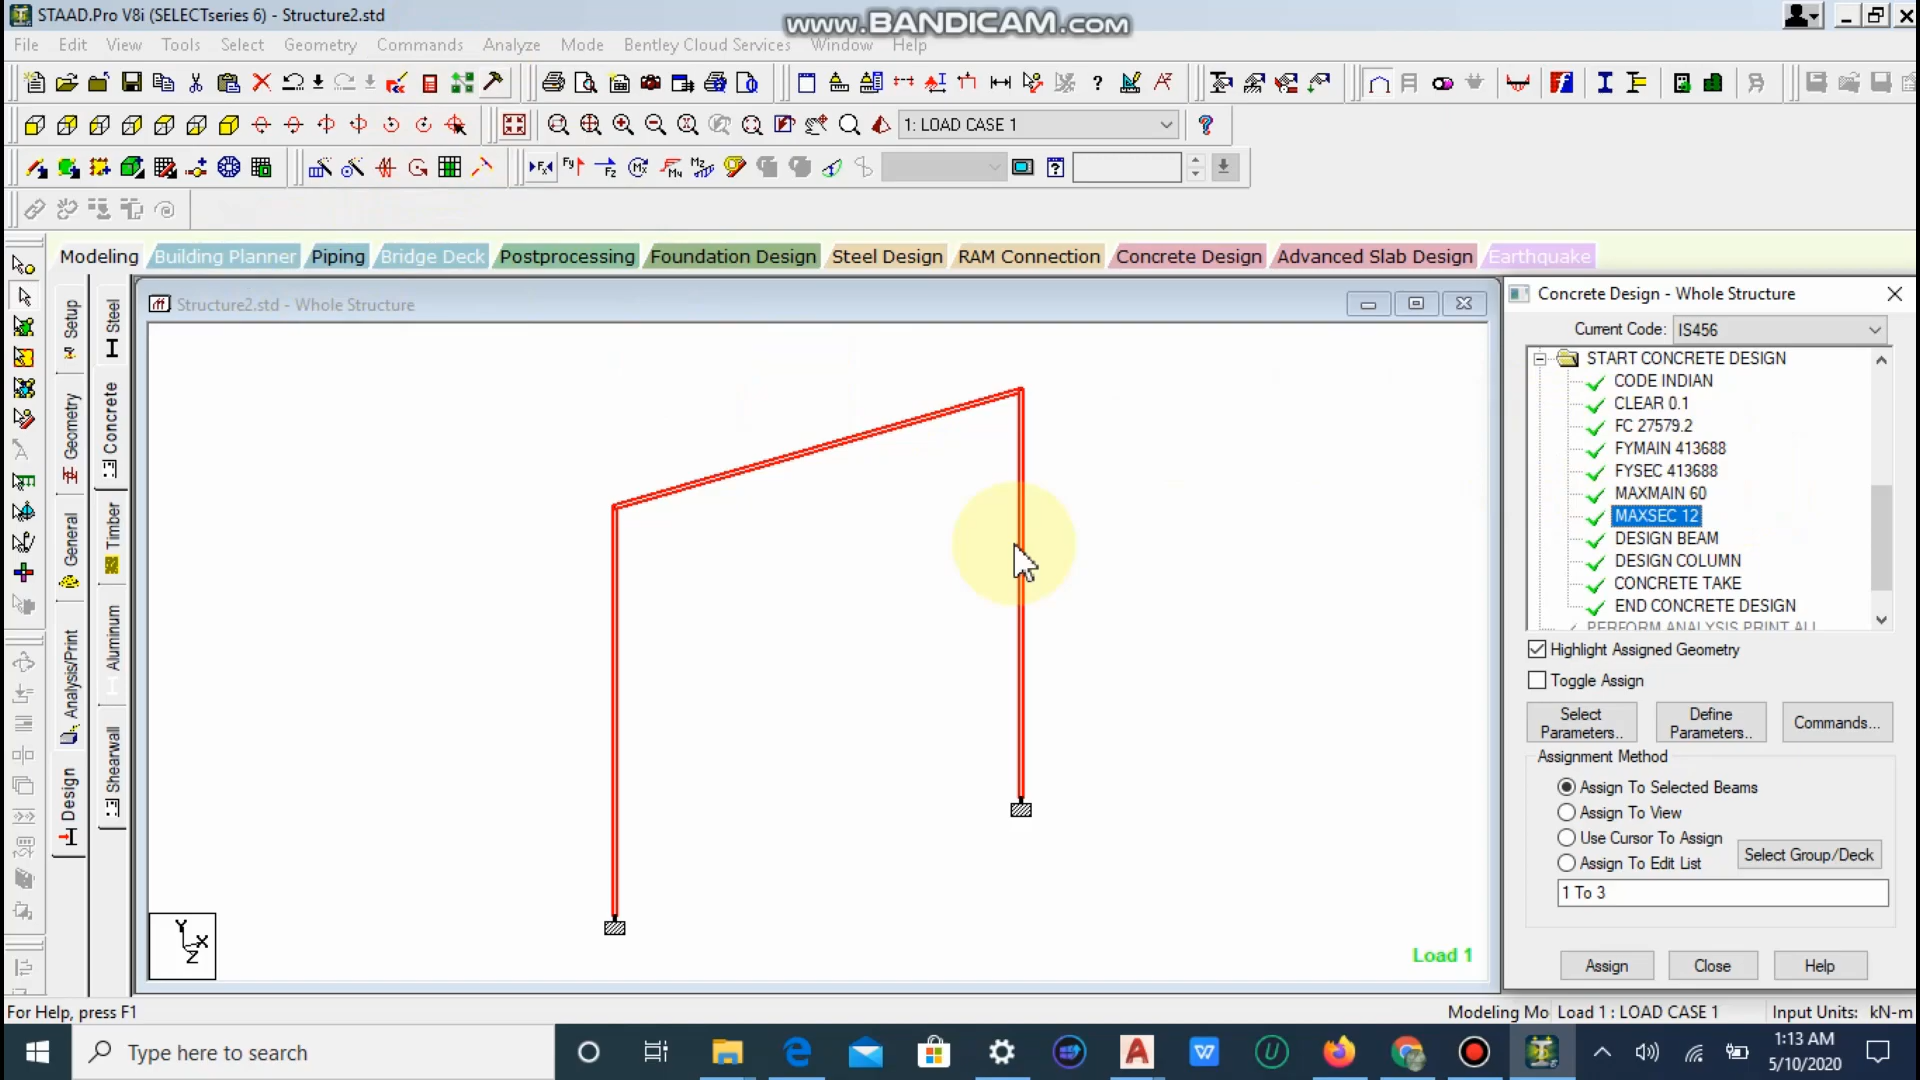 STAAD.Pro V8i (SELECTseries 6) - Structure2.std
www.BANDICAM.com
File Edit View Tools Select Geometry Commands Analyze Mode Bentley Cloud Services Window Help
1: LOAD CASE 1
Modeling Building Planner Piping Bridge Deck Postprocessing Foundation Design Steel Design RAM Connection Concrete Design Advanced Slab Design Earthquake
Setup
Geometry
General
Analysis/Print
Design
Steel
Concrete
Timber
Aluminum
Shearwall
Structure2.std - Whole Structure
Y
X
Z
Load 1
Concrete Design - Whole Structure
Current Code: IS456
START CONCRETE DESIGN
CODE INDIAN
CLEAR 0.1
FC 27579.2
FYMAIN 413688
FYSEC 413688
MAXMAIN 60
MAXSEC 12
DESIGN BEAM
DESIGN COLUMN
CONCRETE TAKE
END CONCRETE DESIGN
PERFORM ANALYSIS PRINT ALL
Highlight Assigned Geometry
Toggle Assign
Select Parameters..
Define Parameters..
Commands...
Assignment Method
Assign To Selected Beams
Assign To View
Use Cursor To Assign
Assign To Edit List
Select Group/Deck
1 To 3
Assign Close Help
For Help, press F1
Modeling Mo Load 1 : LOAD CASE 1 Input Units: kN-m
Type here to search
1:13 AM
5/10/2020